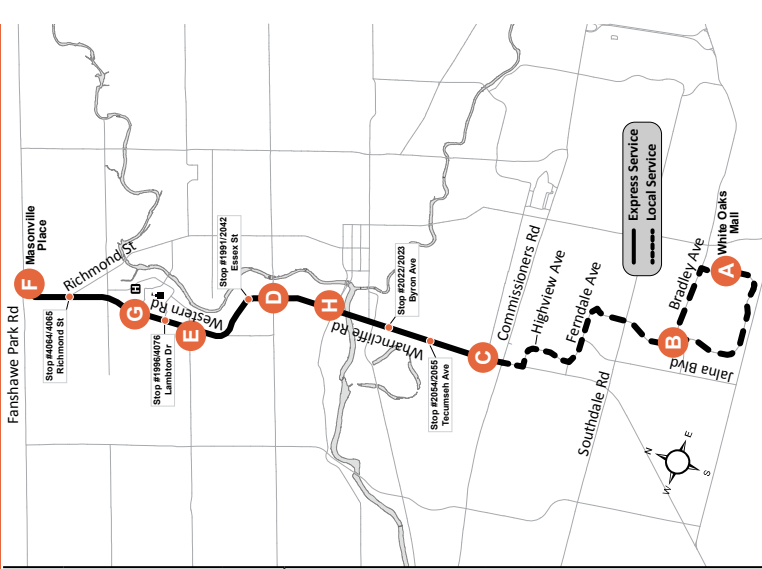 Fanshawe Park Rd
F
Masonville
Place
Richmond St
Stop #4064/4065
Richmond St
G
H
Western Rd
Stop #1996/4076
Lambton Dr
E
Stop #1991/2042
Essex St
D
H
Wharncliffe Rd
Stop #2022/2023
Byron Ave
Stop #2054/2055
Tecumseh Ave
C
Commissioners Rd
Highview Ave
Ferndale Ave
Southdale Rd
Express Service
Local Service
Bradley Ave
B
Jalna Blvd
A
White Oaks
Mall
N
E
S
W